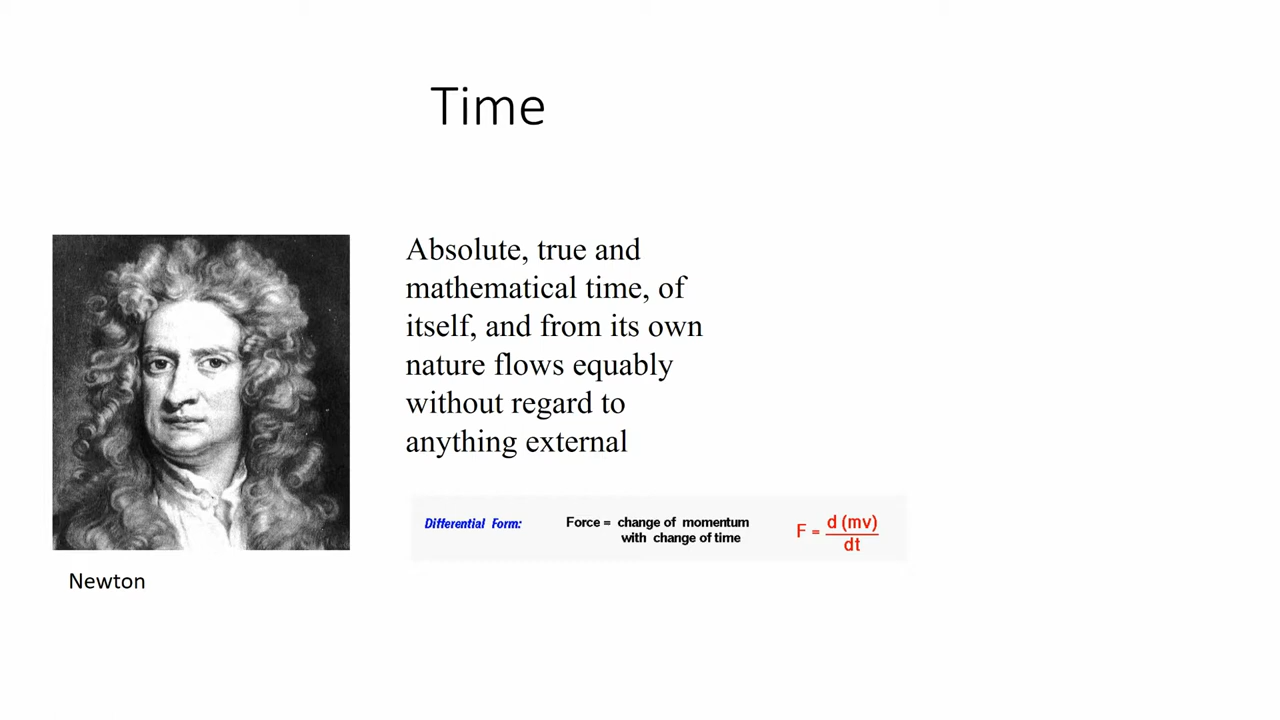 Time
Absolute, true and
mathematical time, of
itself, and from its own
nature flows equably
without regard to
anything external
Differential Form:
Force = change of momentum
with change of time
F = d (mv)
dt
Newton